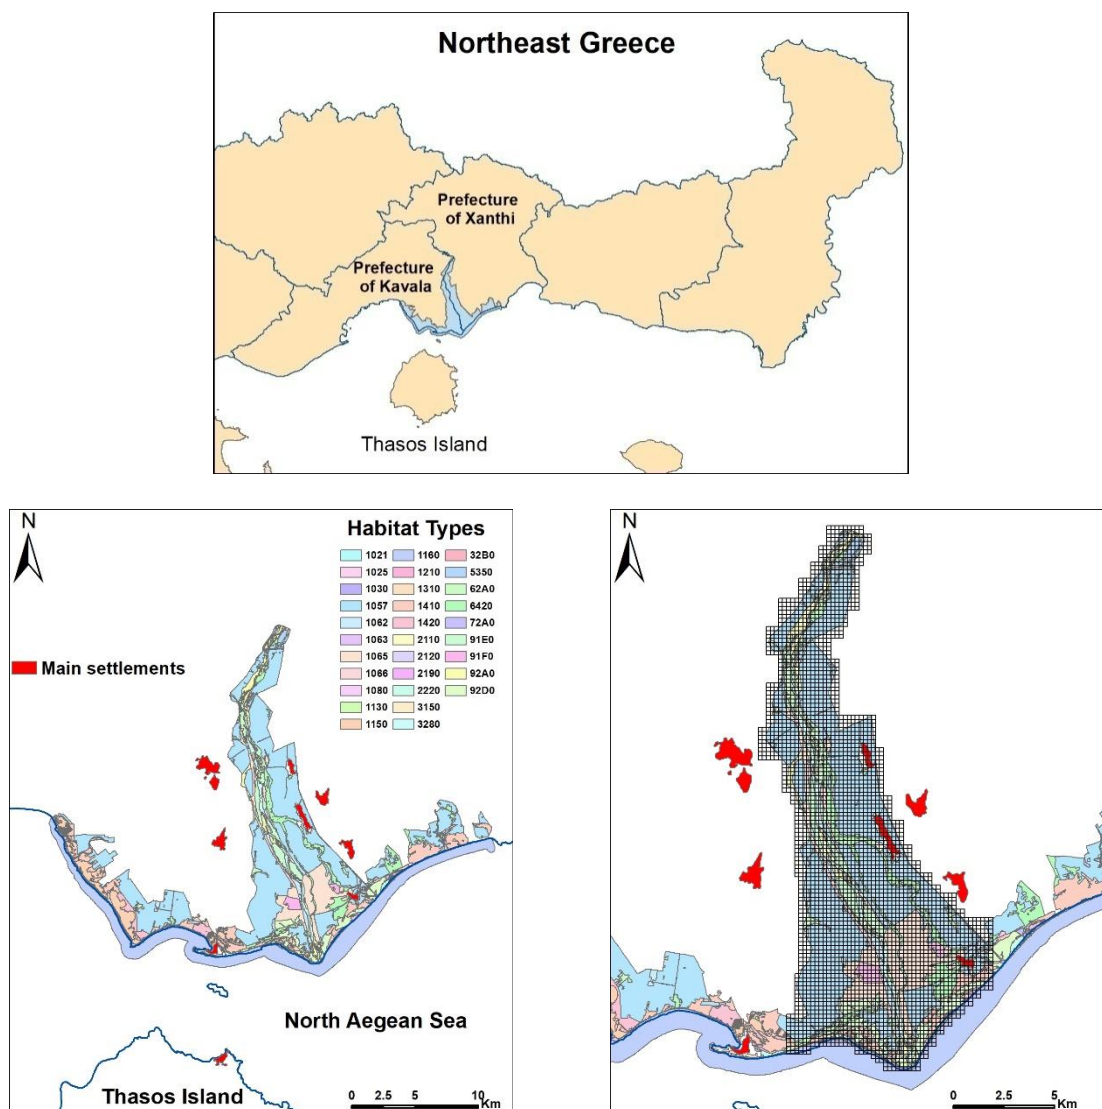 Northeast Greece
Prefecture
of Xanthi
Prefecture
of Kavala
Thasos Island
N
Habitat Types
1021 1160 32B0
1025 1210 5350
1030 1310 62A0
1057 1410 6420
1062 1420 72A0
1063 2110 91E0
1065 2120 91F0
1066 2190 92A0
1080 2220 92D0
1130 3150
1150 3280
Main settlements
North Aegean Sea
Thasos Island
0 2.5 5 10
Km
N
0 2.5 5
Km